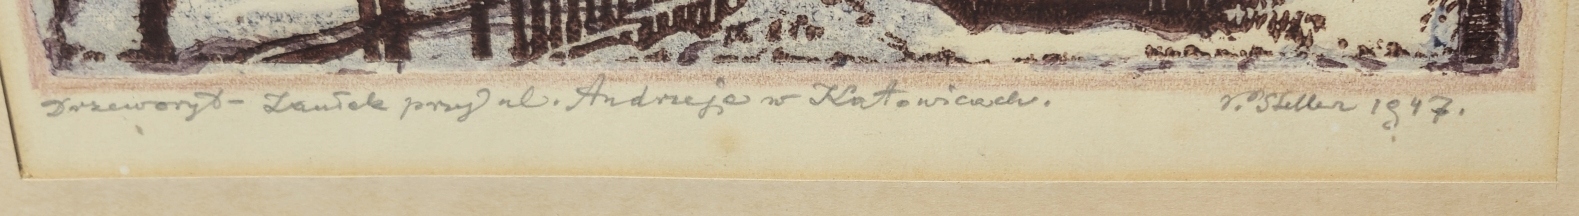 Drzeworyt - Zaułek przy ul. Andrzeja w Katowicach. P. Steller 1947.